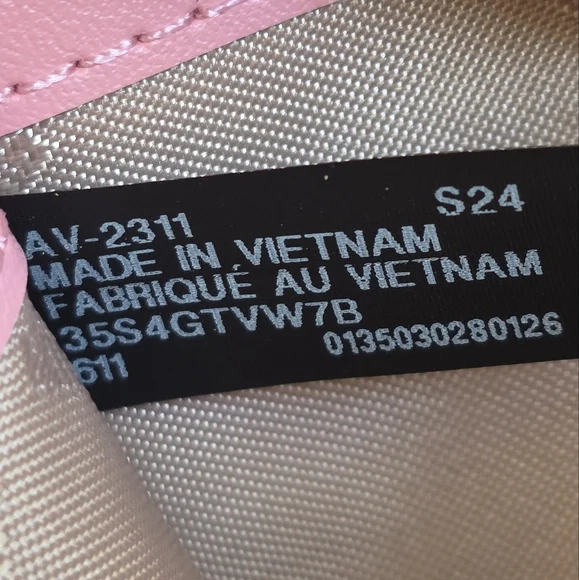 AV-2311 S24
MADE IN VIETNAM
FABRIQUÉ AU VIETNAM
35S4GTVW7B
611 0135030280126